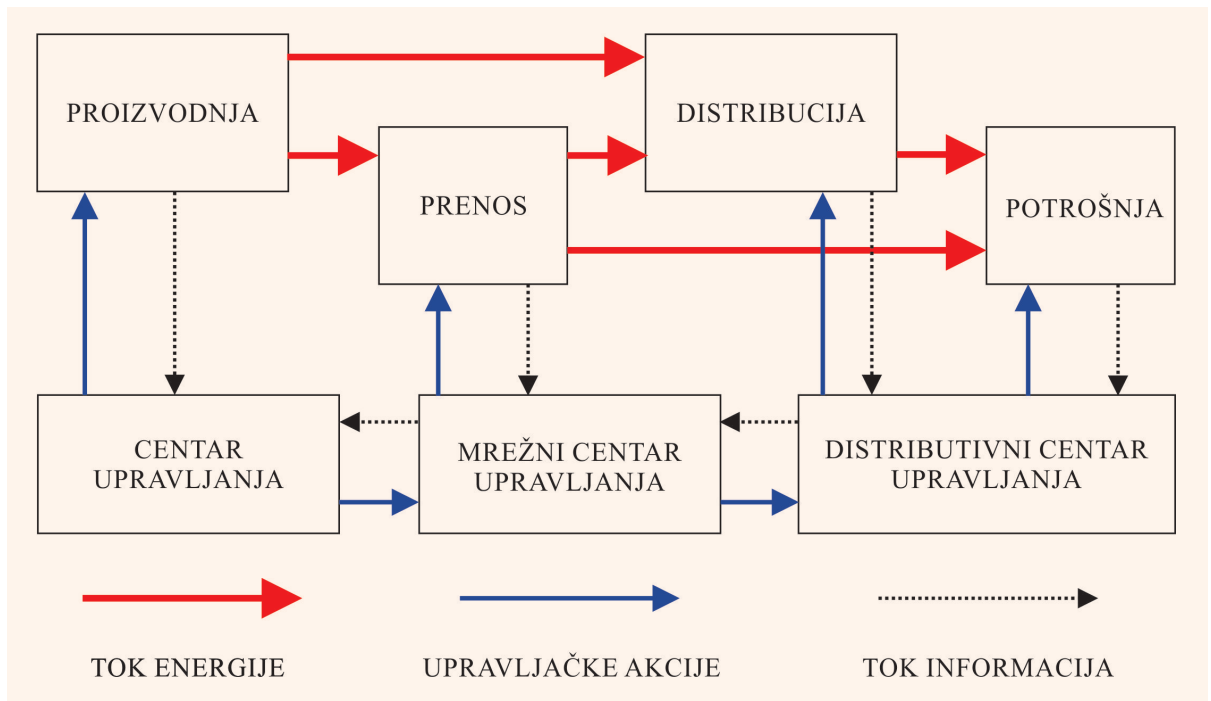 PROIZVODNJA
DISTRIBUCIJA
PRENOS
POTROŠNJA
CENTAR
UPRAVLJANJA
MREŽNI CENTAR
UPRAVLJANJA
DISTRIBUTIVNI CENTAR
UPRAVLJANJA
TOK ENERGIJE
UPRAVLJAČKE AKCIJE
TOK INFORMACIJA